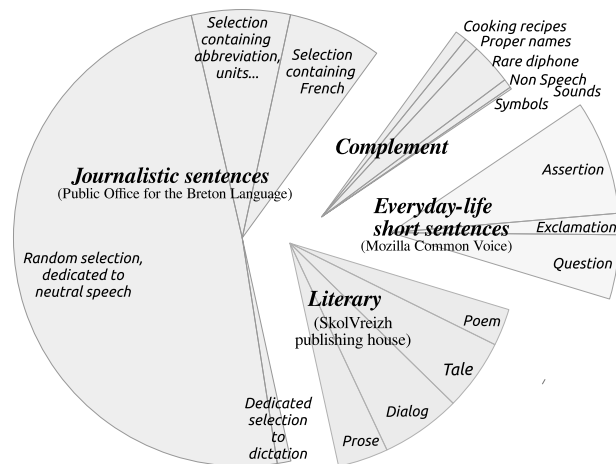 Selection
containing
abbreviation,
units...
Selection
containing
French
Journalistic sentences
(Public Office for the Breton Language)
Random selection,
dedicated to
neutral speech
Dedicated
selection
to
dictation
Cooking recipes
Proper names
Rare diphone
Non Speech
Sounds
Symbols
Complement
Everyday-life
short sentences
(Mozilla Common Voice)
Assertion
Exclamation
Question
Literary
(SkolVreizh
publishing house)
Poem
Tale
Dialog
Prose